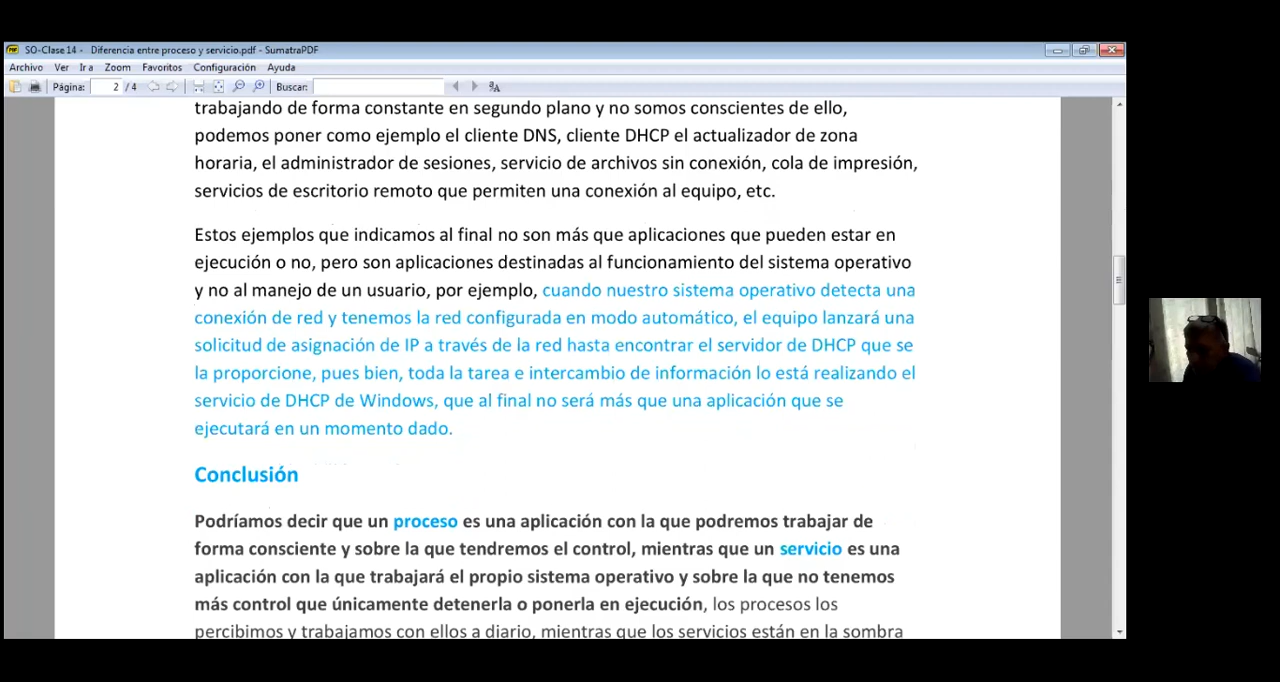 SO-Clase 14 - Diferencia entre proceso y servicio.pdf - SumatraPDF
Archivo Ver Ir a Zoom Favoritos Configuración Ayuda
Página: 2 / 4 Buscar:
trabajando de forma constante en segundo plano y no somos conscientes de ello,
podemos poner como ejemplo el cliente DNS, cliente DHCP el actualizador de zona
horaria, el administrador de sesiones, servicio de archivos sin conexión, cola de impresión,
servicios de escritorio remoto que permiten una conexión al equipo, etc.
Estos ejemplos que indicamos al final no son más que aplicaciones que pueden estar en
ejecución o no, pero son aplicaciones destinadas al funcionamiento del sistema operativo
y no al manejo de un usuario, por ejemplo, cuando nuestro sistema operativo detecta una
conexión de red y tenemos la red configurada en modo automático, el equipo lanzará una
solicitud de asignación de IP a través de la red hasta encontrar el servidor de DHCP que se
la proporcione, pues bien, toda la tarea e intercambio de información lo está realizando el
servicio de DHCP de Windows, que al final no será más que una aplicación que se
ejecutará en un momento dado.
Conclusión
Podríamos decir que un proceso es una aplicación con la que podremos trabajar de
forma consciente y sobre la que tendremos el control, mientras que un servicio es una
aplicación con la que trabajará el propio sistema operativo y sobre la que no tenemos
más control que únicamente detenerla o ponerla en ejecución, los procesos los
percibimos y trabajamos con ellos a diario, mientras que los servicios están en la sombra